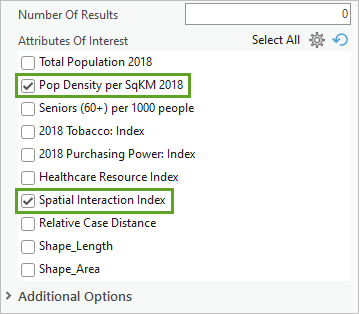 Number Of Results 0
Attributes Of Interest Select All
Total Population 2018
Pop Density per SqKM 2018
Seniors (60+) per 1000 people
2018 Tobacco: Index
2018 Purchasing Power: Index
Healthcare Resource Index
Spatial Interaction Index
Relative Case Distance
Shape_Length
Shape_Area
Additional Options